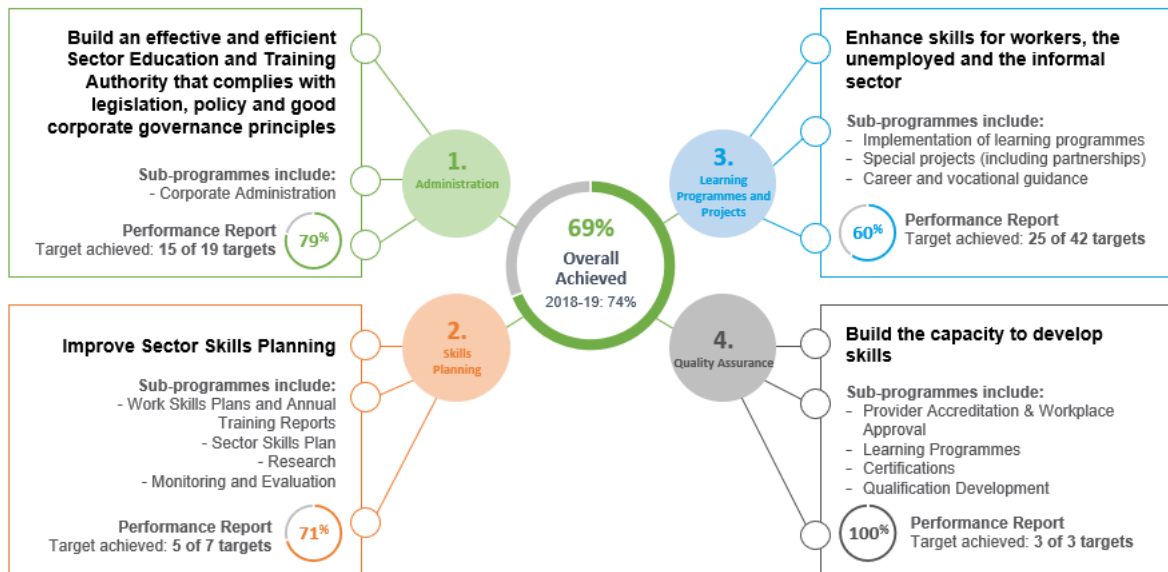 Build an effective and efficient
Sector Education and Training
Authority that complies with
legislation, policy and good
corporate governance principles
Sub-programmes include:
- Corporate Administration
Performance Report
Target achieved: 15 of 19 targets
79%
1.
Administration
Improve Sector Skills Planning
Sub-programmes include:
- Work Skills Plans and Annual
Training Reports
- Sector Skills Plan
- Research
- Monitoring and Evaluation
Performance Report
Target achieved: 5 of 7 targets
71%
2.
Skills
Planning
69%
Overall
Achieved
2018-19: 74%
3.
Learning
Programmes and
Projects
Enhance skills for workers, the
unemployed and the informal
sector
Sub-programmes include:
- Implementation of learning programmes
- Special projects (including partnerships)
- Career and vocational guidance
60%
Performance Report
Target achieved: 25 of 42 targets
4.
Quality Assurance
Build the capacity to develop
skills
Sub-programmes include:
- Provider Accreditation & Workplace
Approval
- Learning Programmes
- Certifications
- Qualification Development
100%
Performance Report
Target achieved: 3 of 3 targets